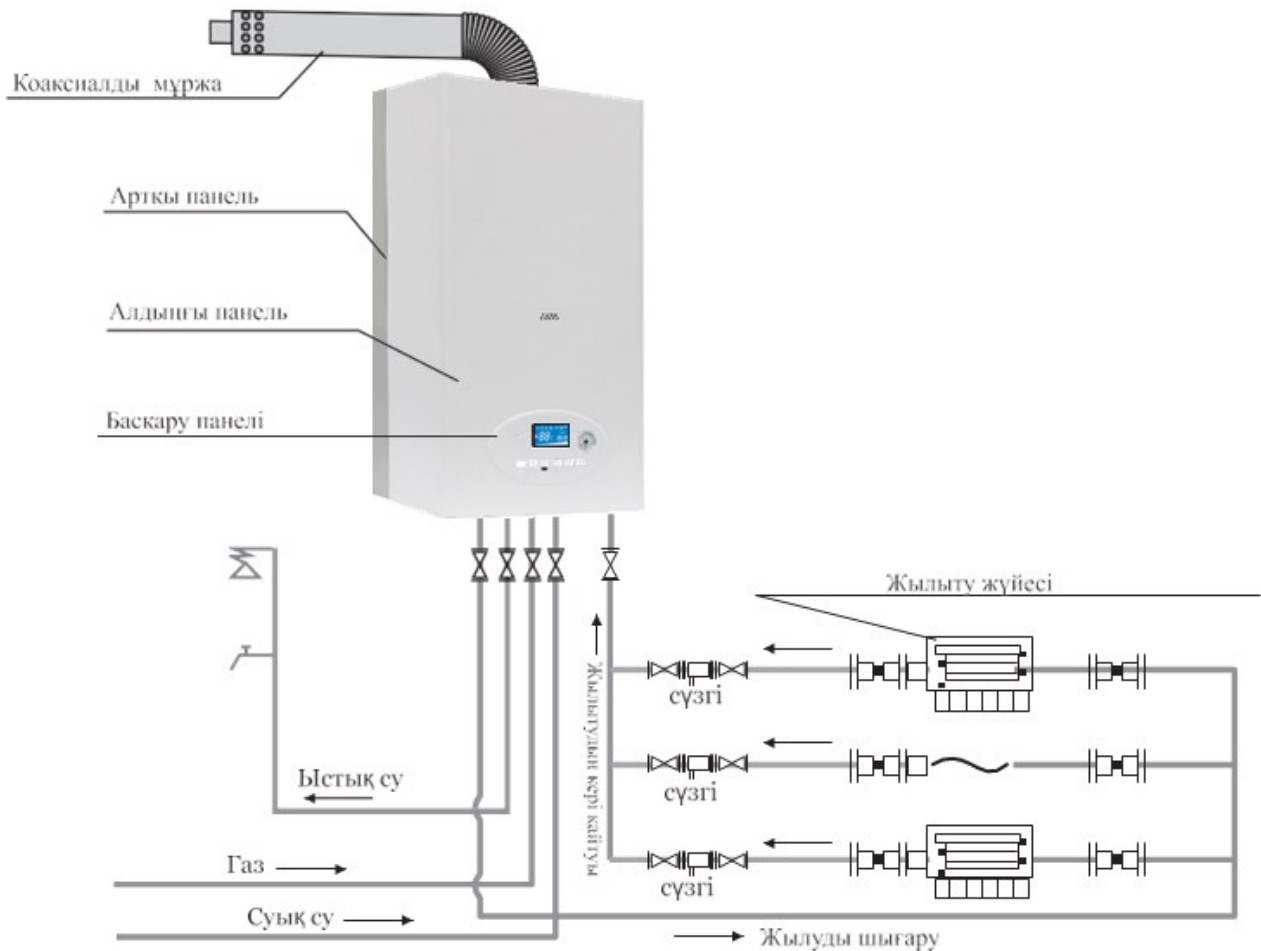 Коаксиалды мұржа
Артқы панель
Алдыңғы панель
Басқару панелі
Жылыту жүйесі
сүзгі
сүзгі
сүзгі
Жылытудың кері қайтуы
Ыстық су
Газ
Суық су
Жылуды шығару